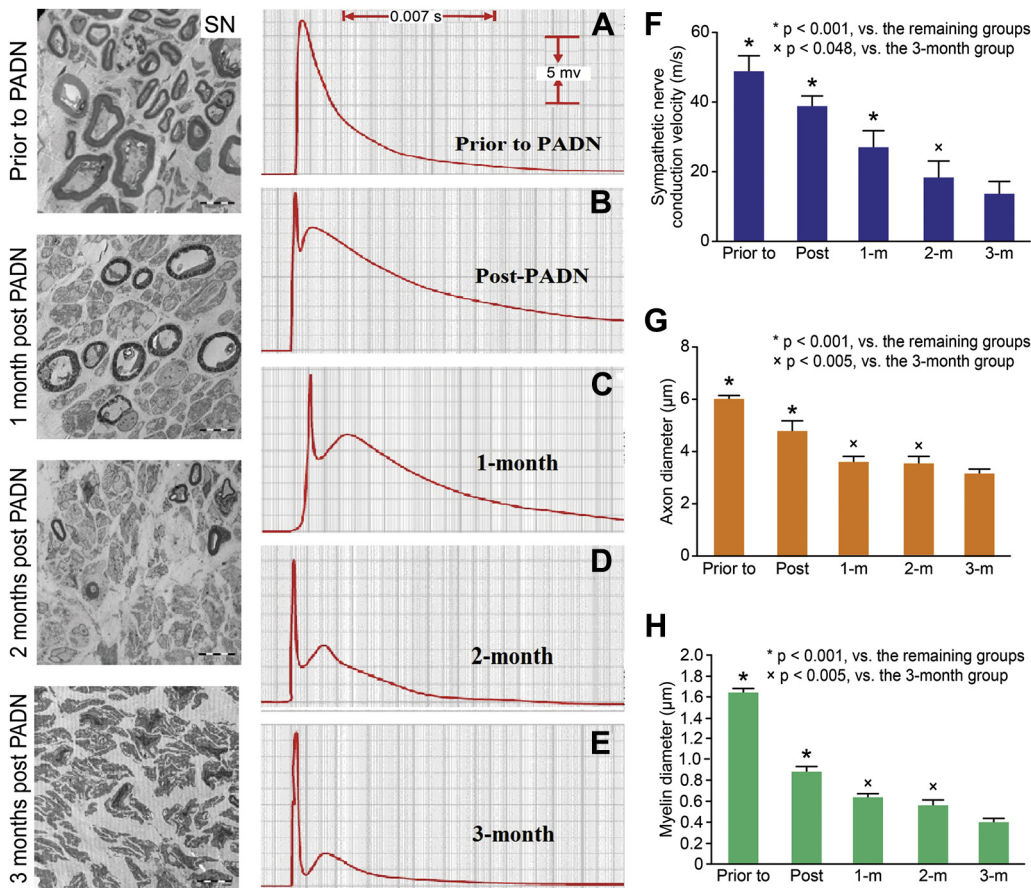 SN
Prior to PADN
1 month post PADN
2 months post PADN
3 months post PADN
A
0.007 s
5 mv
Prior to PADN
B
Post-PADN
C
1-month
D
2-month
E
3-month
F
* p < 0.001, vs. the remaining groups
× p < 0.048, vs. the 3-month group
Sympathetic nerve
conduction velocity (m/s)
60
40
20
0
Prior to Post 1-m 2-m 3-m
* * * ×
G
* p < 0.001, vs. the remaining groups
× p < 0.005, vs. the 3-month group
Axon diameter (µm)
8
6
4
2
0
Prior to Post 1-m 2-m 3-m
* * × ×
H
* p < 0.001, vs. the remaining groups
× p < 0.005, vs. the 3-month group
Myelin diameter (µm)
2.0
1.8
1.6
1.4
1.2
1.0
0.8
0.6
0.4
0.2
0
Prior to Post 1-m 2-m 3-m
* * × ×